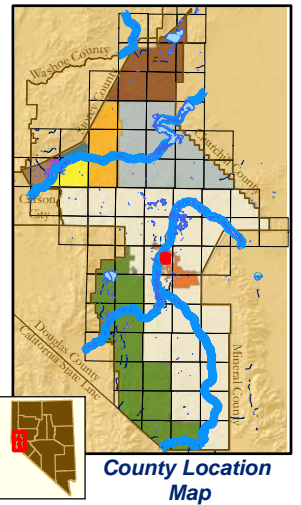 Washoe County
Storey County
Churchill County
Carson
City
Douglas County
California State Line
Mineral County
County Location
Map